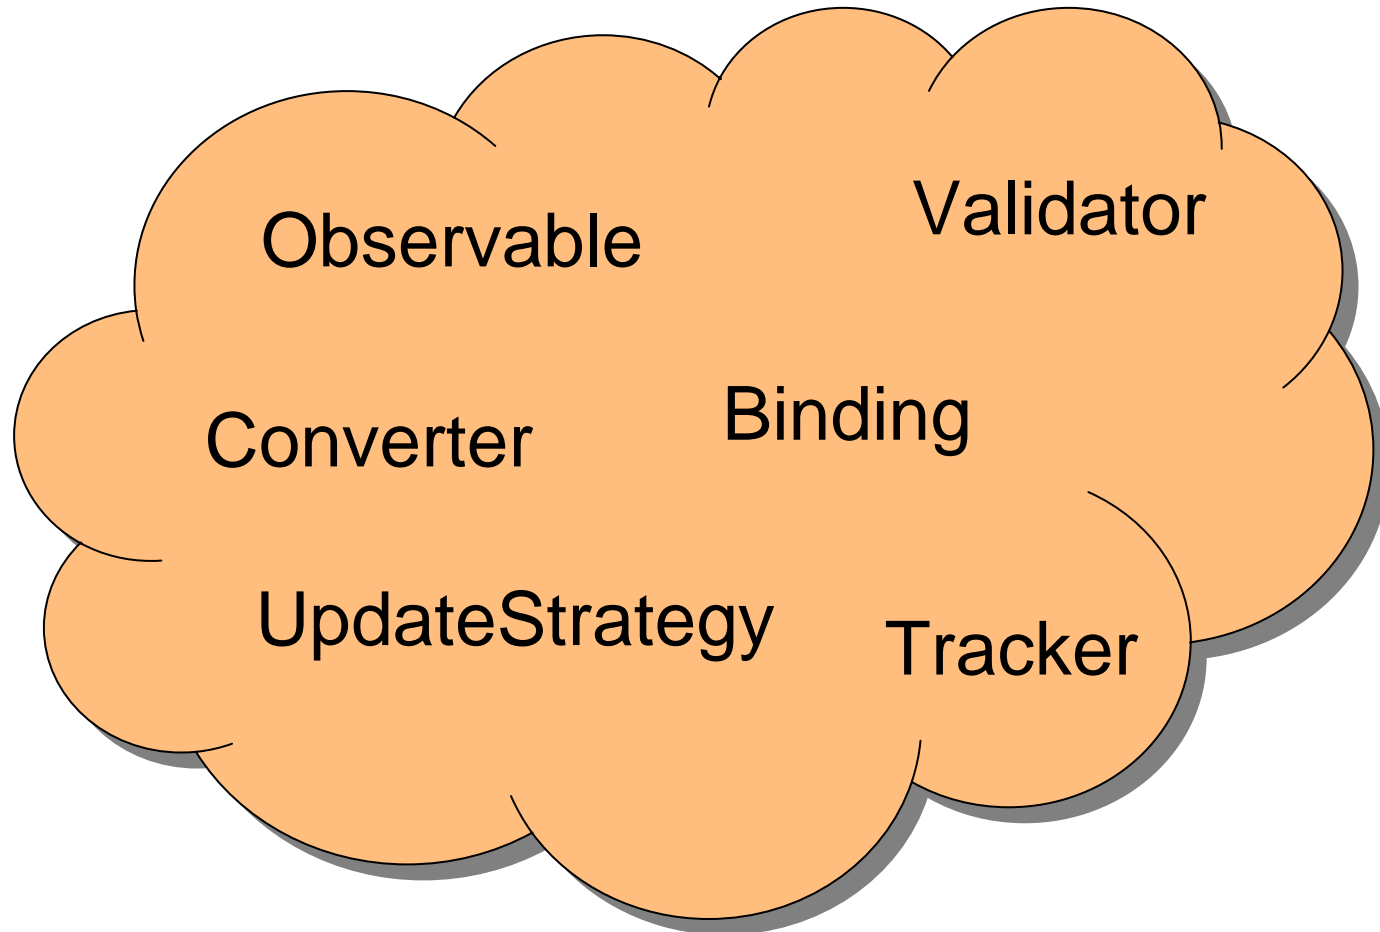 Observable
Validator
Converter
Binding
UpdateStrategy
Tracker